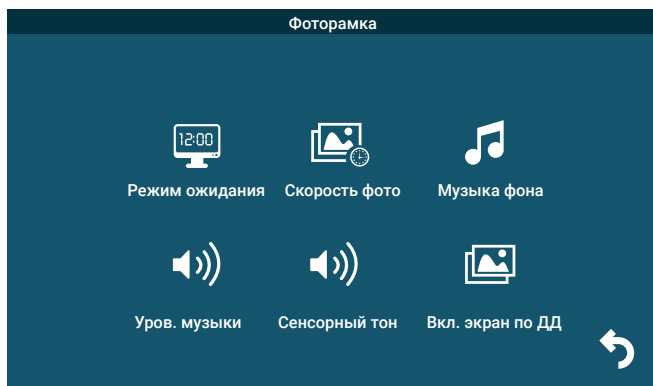 Фоторамка
12:00
Режим ожидания
Скорость фото
Музыка фона
Уров. музыки
Сенсорный тон
Вкл. экран по ДД